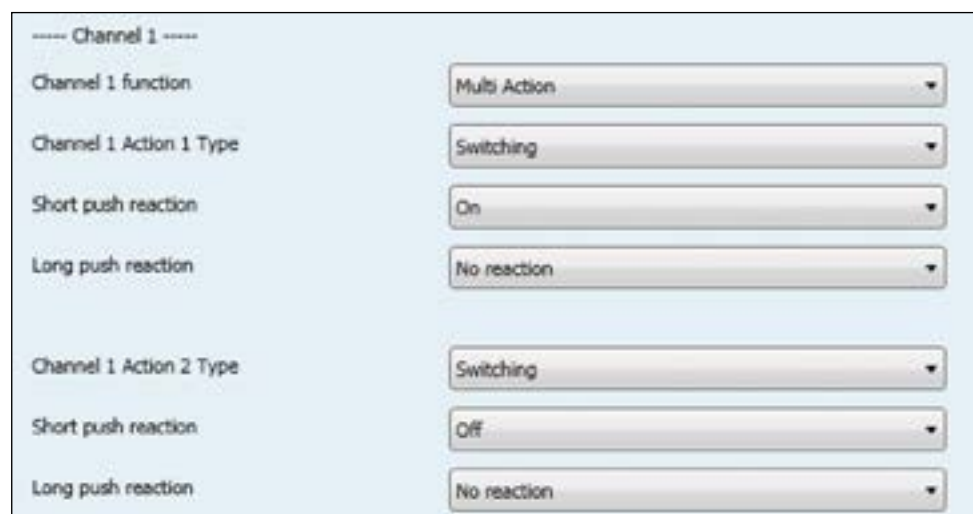 ----- Channel 1 -----
Channel 1 function Multi Action
Channel 1 Action 1 Type Switching
Short push reaction On
Long push reaction No reaction
Channel 1 Action 2 Type Switching
Short push reaction Off
Long push reaction No reaction